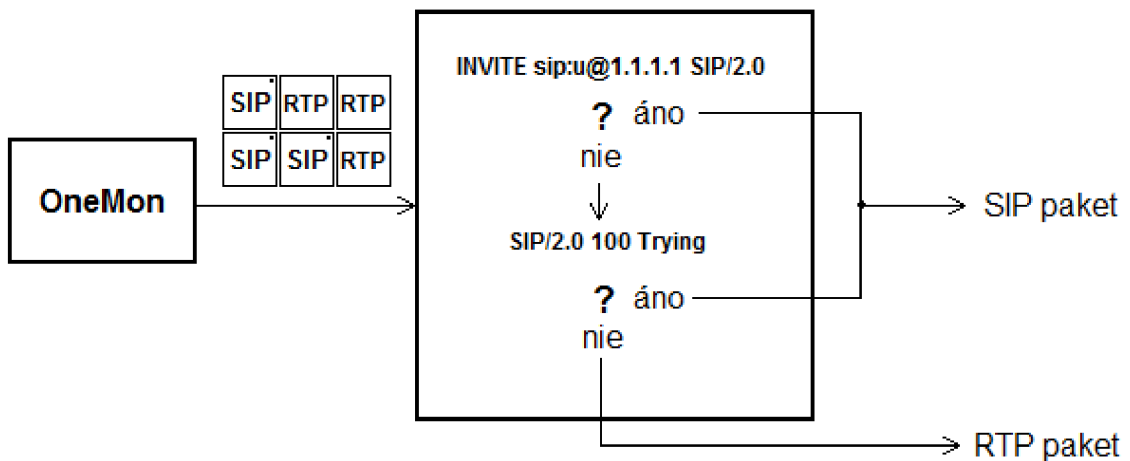 INVITE sip:u@1.1.1.1 SIP/2.0
SIP RTP RTP
? áno
SIP SIP RTP
nie
OneMon
SIP paket
SIP/2.0 100 Trying
? áno
nie
RTP paket